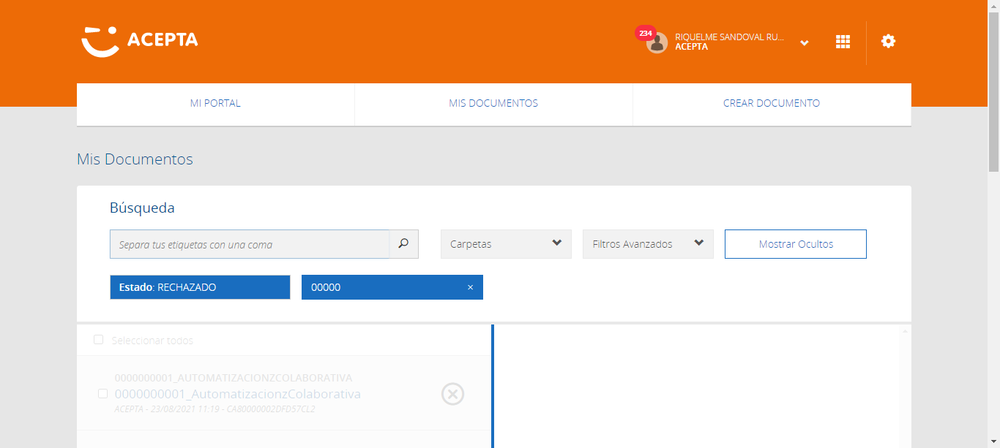 ACEPTA
234
RIQUELME SANDOVAL RU...
ACEPTA
MI PORTAL
MIS DOCUMENTOS
CREAR DOCUMENTO
Mis Documentos
Búsqueda
Separa tus etiquetas con una coma
Carpetas
Filtros Avanzados
Mostrar Ocultos
Estado: RECHAZADO
00000 ×
Seleccionar todos
0000000001_AUTOMATIZACIONZCOLABORATIVA
0000000001_AutomatizacionzColaborativa
ACEPTA - 23/08/2021 11:19 - CA80000002DFD57CL2